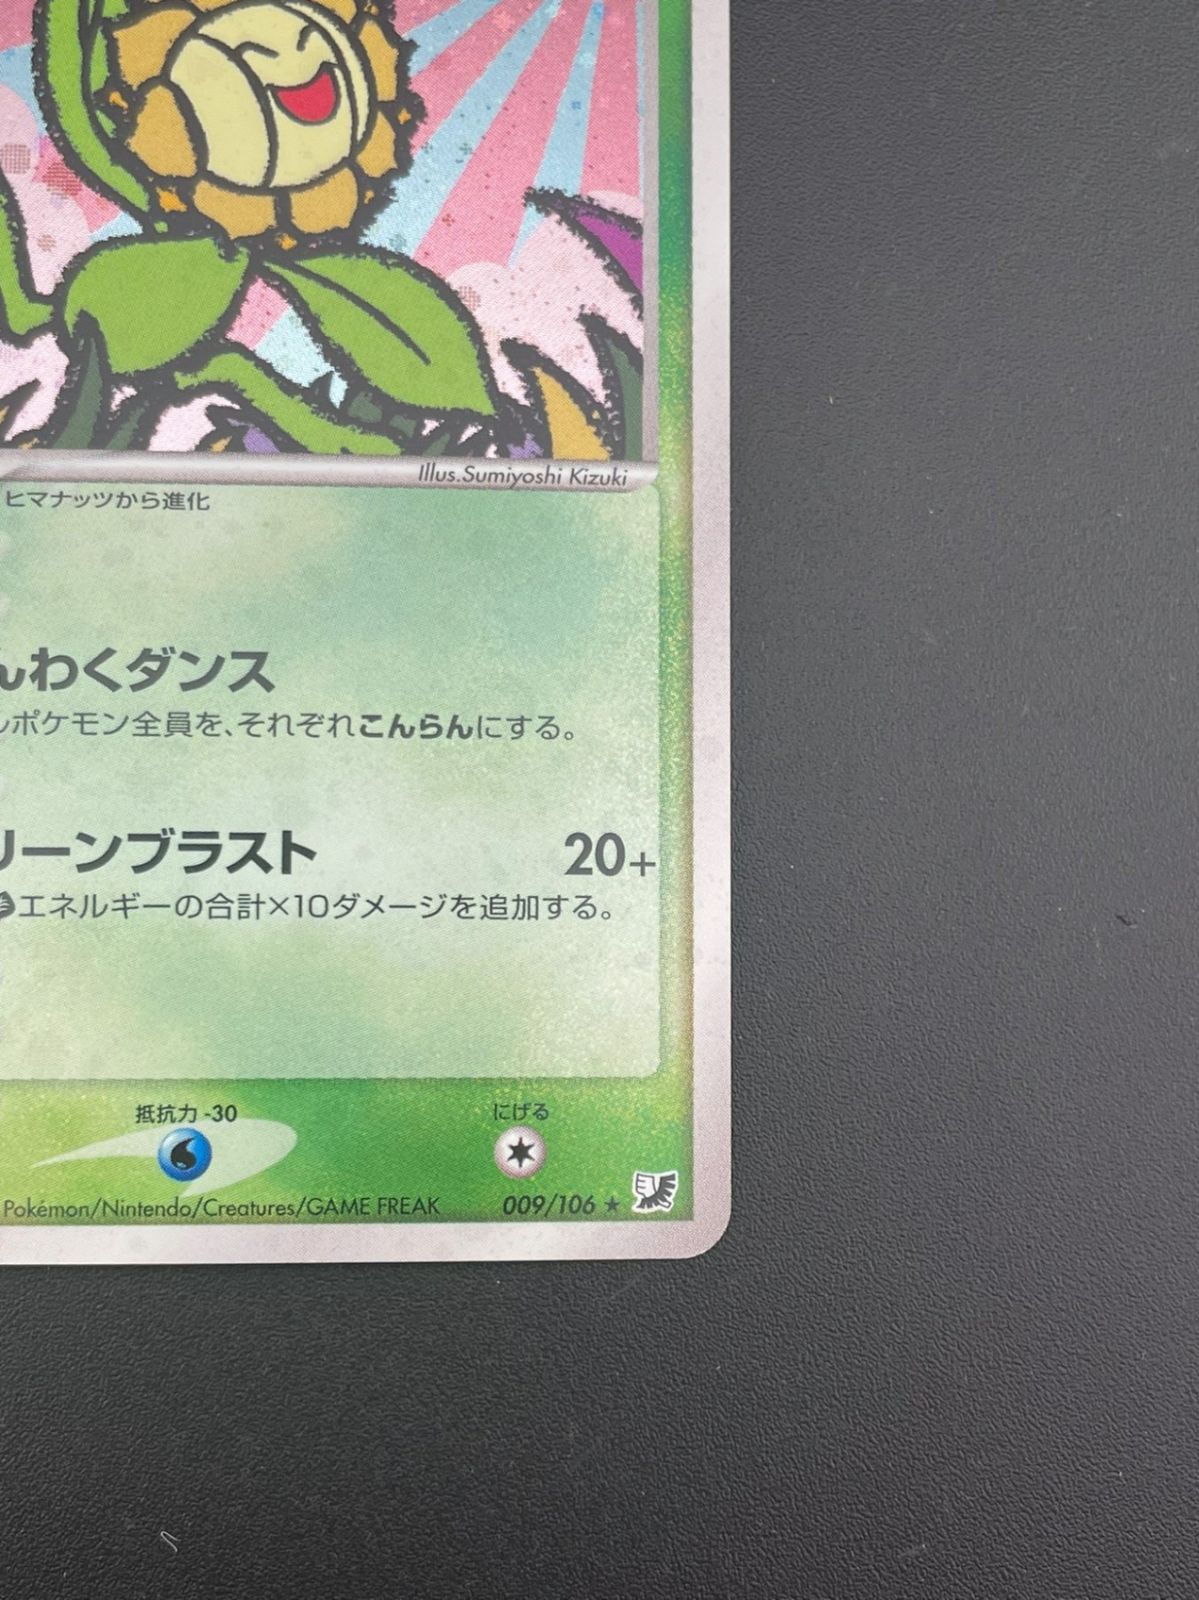 Illus.Sumiyoshi Kizuki
ヒマナッツから進化
んわくダンス
ポケモン全員を、それぞれこんらんにする。
リーンブラスト 20+
エネルギーの合計×10ダメージを追加する。
抵抗力 -30 にげる
Pokémon/Nintendo/Creatures/GAME FREAK 009/106 ★